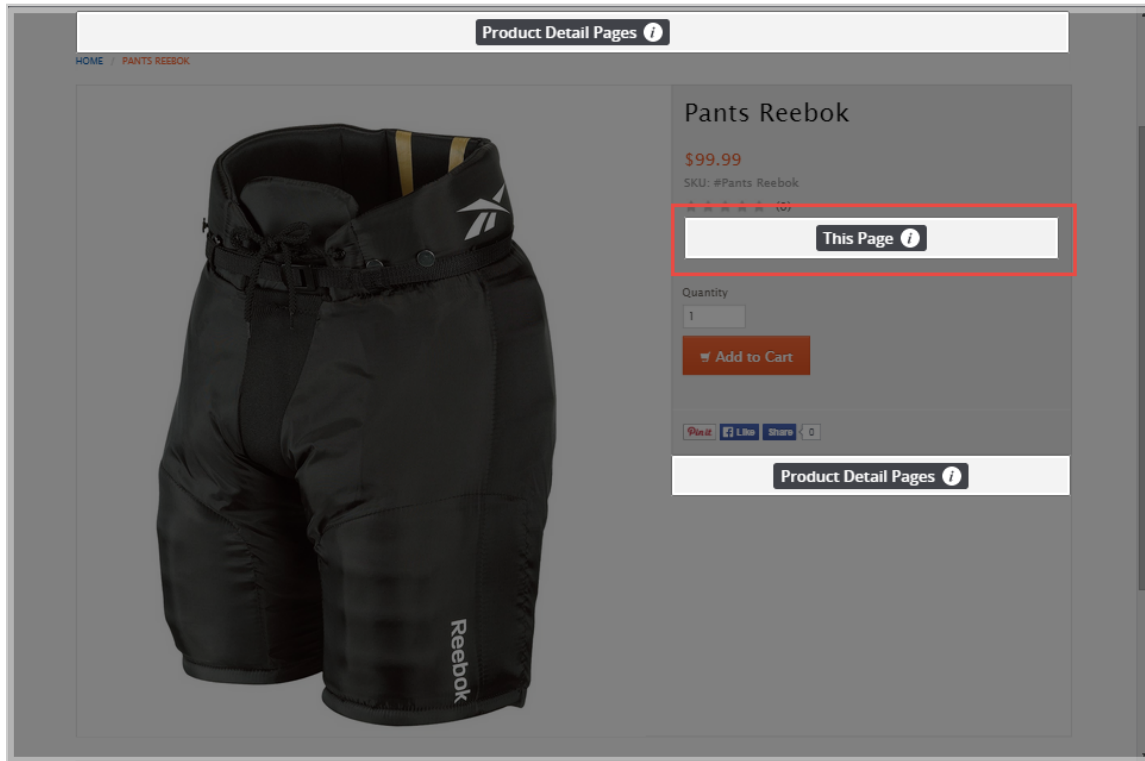 Product Detail Pages i
HOME / PANTS REEBOK
Pants Reebok
$99.99
SKU: #Pants Reebok
(0)
This Page i
Quantity
1
Add to Cart
Pin it Like Share 0
Product Detail Pages i
Reebok